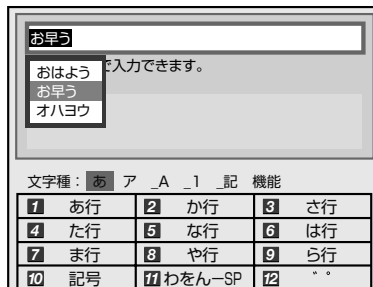 お早う
で入力できます。
おはよう
お早う
オハヨウ
文字種： あ ア _A _1 _記 機能
1 あ行 2 か行 3 さ行
4 た行 5 な行 6 は行
7 ま行 8 や行 9 ら行
10 記号 11 わをんーSP 12 ゛゜